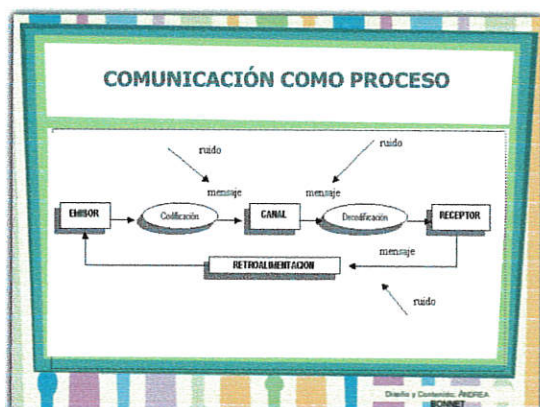 COMUNICACIÓN COMO PROCESO
ruido
ruido
mensaje
mensaje
EMISOR
Codificación
CANAL
Decodificación
RECEPTOR
RETROALIMENTACION
mensaje
ruido
Diseño y Contenido: ANDREA
BONNET